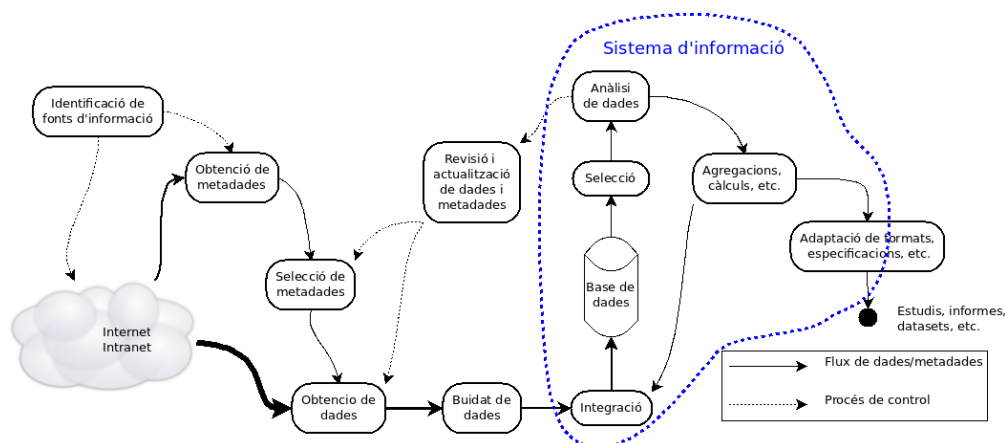 Sistema d'informació
Identificació de
fonts d'informació
Anàlisi
de dades
Obtenció de
metadades
Revisió i
actualització
de dades i
metadades
Selecció
Agregacions,
càlculs, etc.
Adaptació de formats,
especificacions, etc.
Selecció de
metadades
Base de
dades
Internet
Intranet
Estudis, informes,
datasets, etc.
Obtencio de
dades
Buidat de
dades
Integració
Flux de dades/metadades
Procés de control